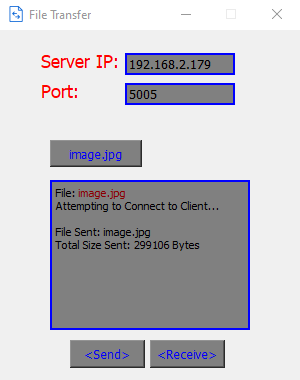 File Transfer
Server IP: 192.168.2.179
Port: 5005
image.jpg
File: image.jpg
Attempting to Connect to Client...
File Sent: image.jpg
Total Size Sent: 299106 Bytes
<Send> <Receive>